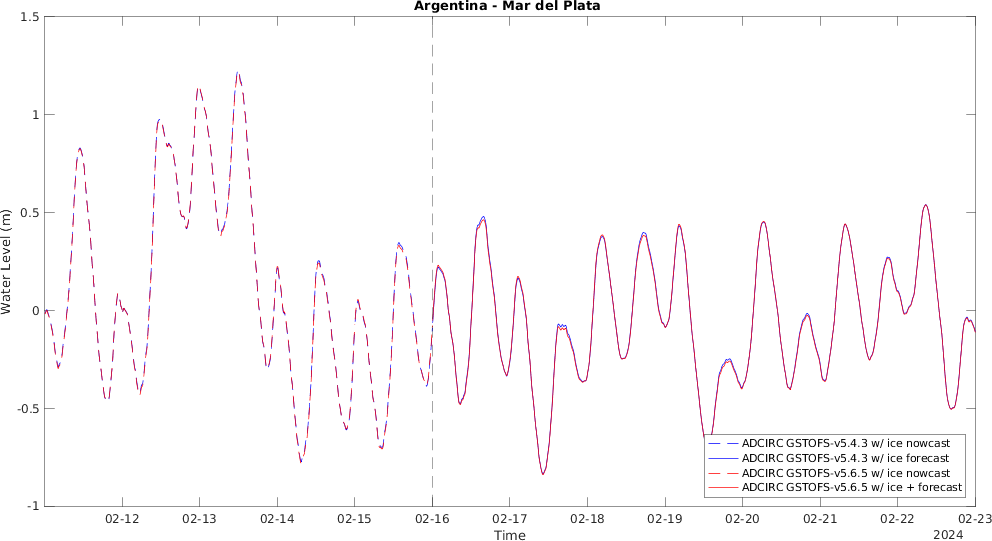 Argentina - Mar del Plata
Water Level (m)
1.5
1
0.5
0
-0.5
-1
ADCIRC GSTOFS-v5.4.3 w/ ice nowcast
ADCIRC GSTOFS-v5.4.3 w/ ice forecast
ADCIRC GSTOFS-v5.6.5 w/ ice nowcast
ADCIRC GSTOFS-v5.6.5 w/ ice + forecast
02-12 02-13 02-14 02-15 02-16 02-17 02-18 02-19 02-20 02-21 02-22 02-23
Time
2024